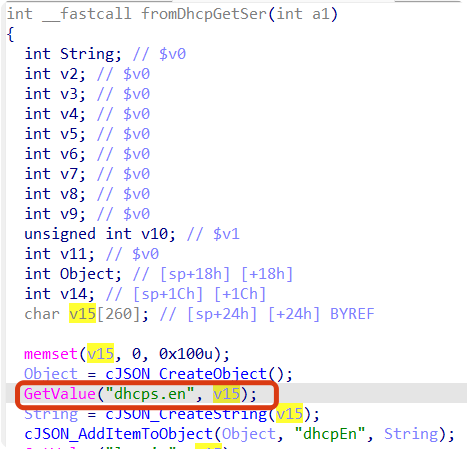 int __fastcall fromDhcpGetSer(int a1)
{
int String; // $v0
int v2; // $v0
int v3; // $v0
int v4; // $v0
int v5; // $v0
int v6; // $v0
int v7; // $v0
int v8; // $v0
int v9; // $v0
unsigned int v10; // $v1
int v11; // $v0
int Object; // [sp+18h] [+18h]
int v14; // [sp+1Ch] [+1Ch]
char v15[260]; // [sp+24h] [+24h] BYREF
memset(v15, 0, 0x100u);
Object = cJSON_CreateObject();
GetValue("dhcps.en", v15);
String = cJSON_CreateString(v15);
cJSON_AddItemToObject(Object, "dhcpEn", String);